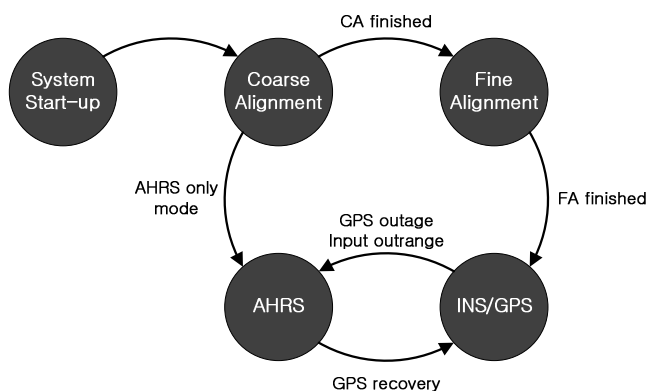 CA finished
System
Start-up
Coarse
Alignment
Fine
Alignment
AHRS only
mode
FA finished
GPS outage
Input outrange
AHRS
INS/GPS
GPS recovery